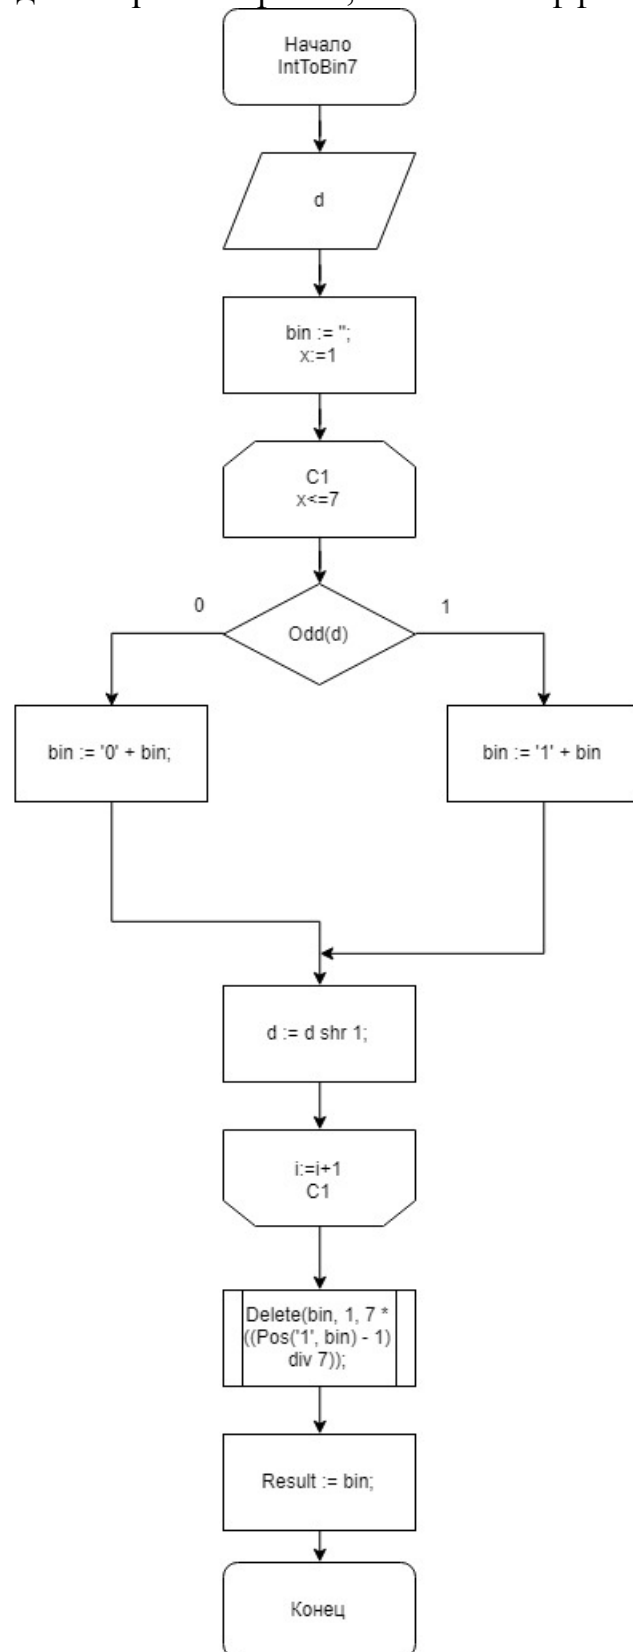 Начало
IntToBin7
d
bin := '';
x:=1
C1
x<=7
0
1
Odd(d)
bin := '0' + bin;
bin := '1' + bin
d := d shr 1;
i:=i+1
C1
Delete(bin, 1, 7 *
((Pos('1', bin) - 1)
div 7));
Result := bin;
Конец